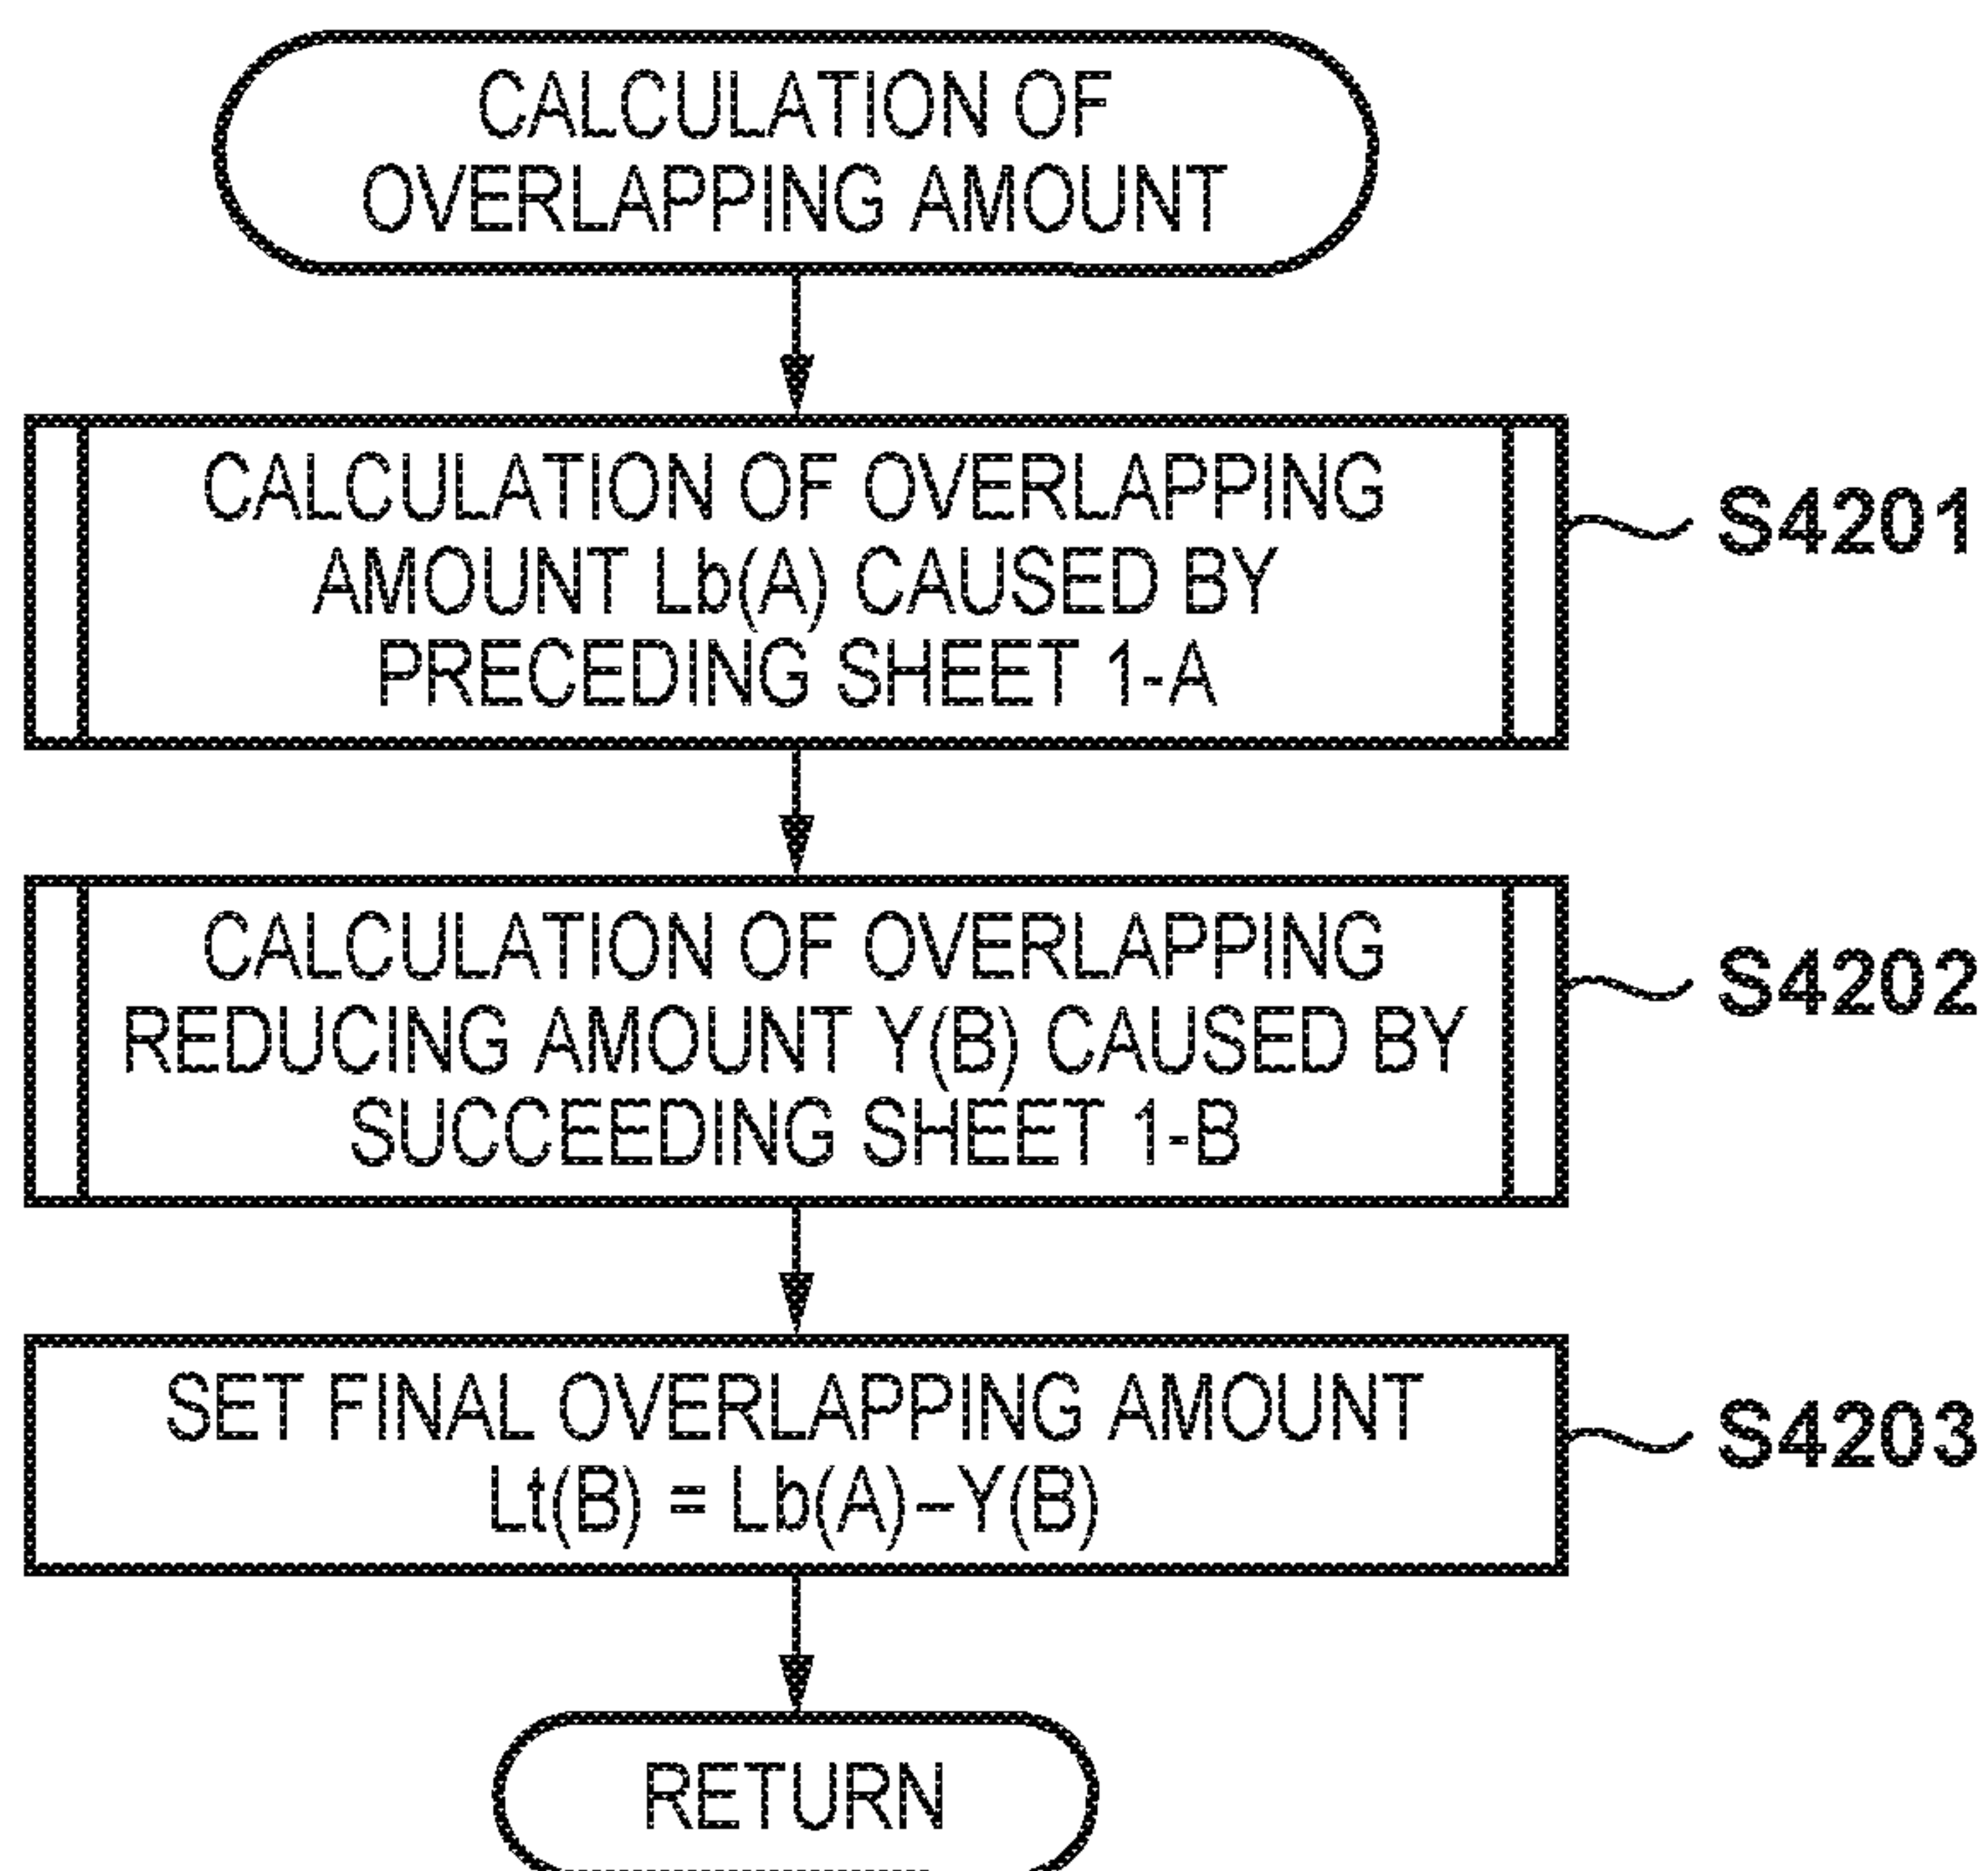 CALCULATION OF
OVERLAPPING AMOUNT
CALCULATION OF OVERLAPPING
AMOUNT Lb(A) CAUSED BY
PRECEDING SHEET 1-A
S4201
CALCULATION OF OVERLAPPING
REDUCING AMOUNT Y(B) CAUSED BY
SUCCEEDING SHEET 1-B
S4202
SET FINAL OVERLAPPING AMOUNT
Lt(B) = Lb(A)–Y(B)
S4203
RETURN